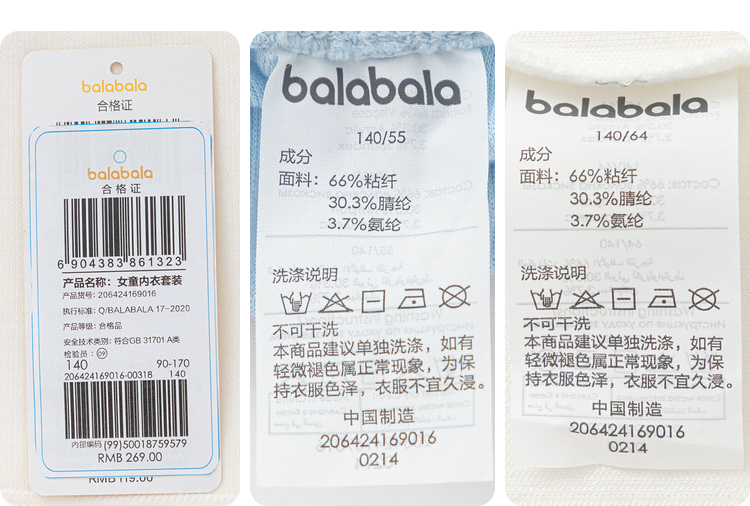 balabala
合格证
balabala
合格证
6 904383 861323
产品名称：女童内衣套装
产品货号：206424169016
执行标准：Q/BALABALA 17-2020
产品等级：合格品
安全技术类别：符合GB 31701 A类
检验员：09
140 90-170
206424169016-00318 140
内部编码 (99)50018759579
RMB 269.00
RMB 119.00
balabala
140/55
成分
面料：66%粘纤
30.3%腈纶
3.7%氨纶
洗涤说明
不可干洗
本商品建议单独洗涤，如有
轻微褪色属正常现象，为保
持衣服色泽，衣服不宜久浸。
中国制造
206424169016
0214
balabala
140/64
成分
面料：66%粘纤
30.3%腈纶
3.7%氨纶
洗涤说明
不可干洗
本商品建议单独洗涤，如有
轻微褪色属正常现象，为保
持衣服色泽，衣服不宜久浸。
中国制造
206424169016
0214